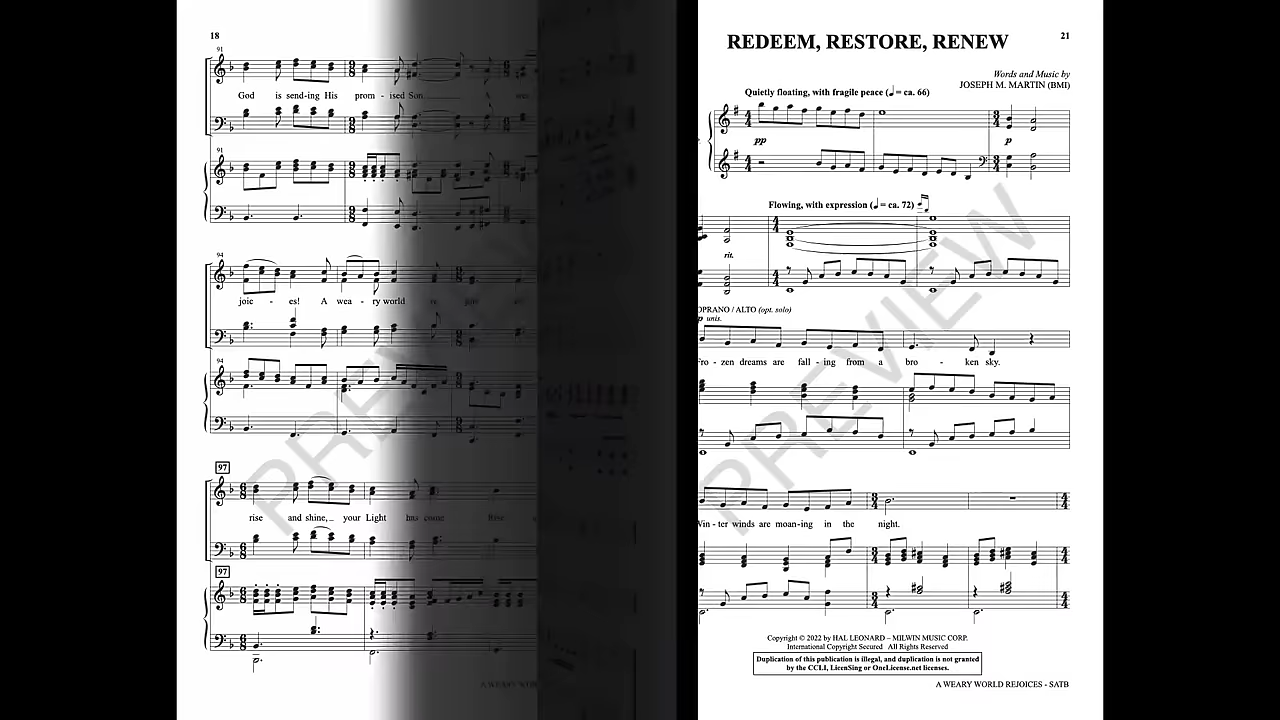 18
91
God is send-ing His prom - ised Son. A
91
94
joic - es! A wea - ry world
94
97
rise and shine, your Light has come Rise
97
A WEARY WORLD
REDEEM, RESTORE, RENEW
21
Words and Music by
JOSEPH M. MARTIN (BMI)
Quietly floating, with fragile peace (♩ = ca. 66)
pp
p
Flowing, with expression (♩ = ca. 72)
rit.
OPRANO / ALTO (opt. solo)
p unis.
ro - zen dreams are fall - ing from a bro - ken sky.
Win - ter winds are moan-ing in the night.
Copyright © 2022 by HAL LEONARD – MILWIN MUSIC CORP.
International Copyright Secured All Rights Reserved
Duplication of this publication is illegal, and duplication is not granted
by the CCLI, LicenSing or OneLicense.net licenses.
A WEARY WORLD REJOICES - SATB
PREVIEW
PREVIEW